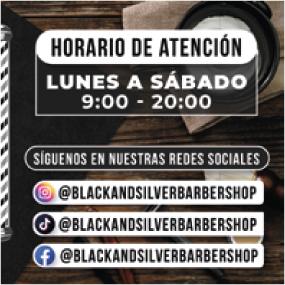 HORARIO DE ATENCIÓN
LUNES A SÁBADO
9:00 - 20:00
SÍGUENOS EN NUESTRAS REDES SOCIALES
@BLACKANDSILVERBARBERSHOP
@BLACKANDSILVERBARBERSHOP
@BLACKANDSILVERBARBERSHOP